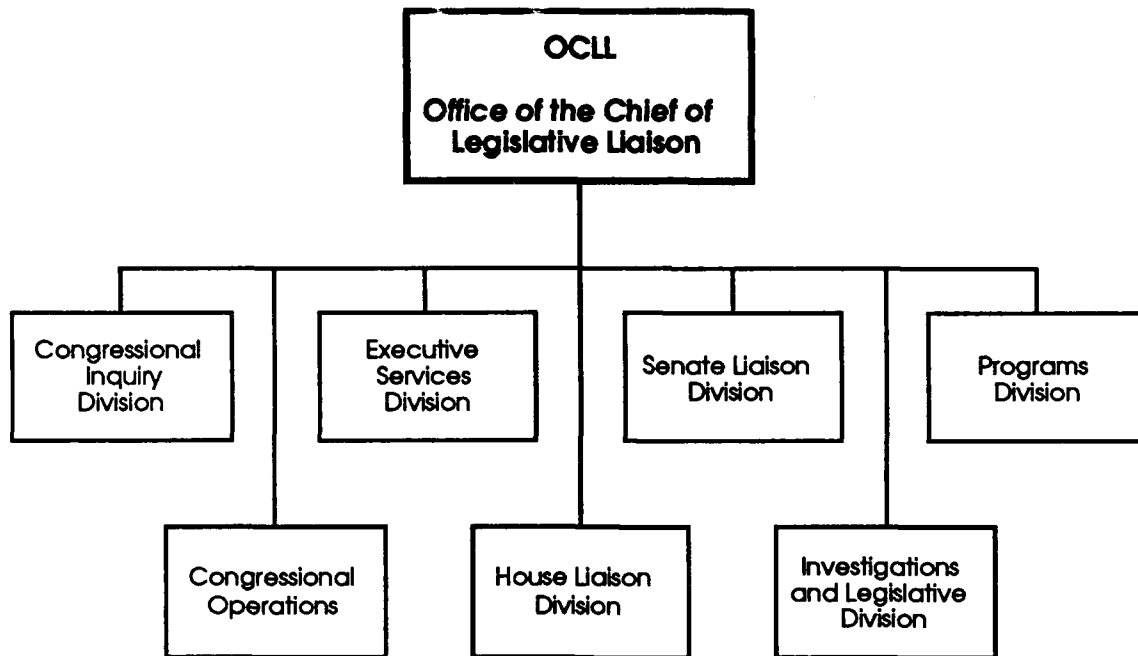 OCLL
Office of the Chief of
Legislative Liaison
Congressional
Inquiry
Division
Executive
Services
Division
Senate Liaison
Division
Programs
Division
Congressional
Operations
House Liaison
Division
Investigations
and Legislative
Division